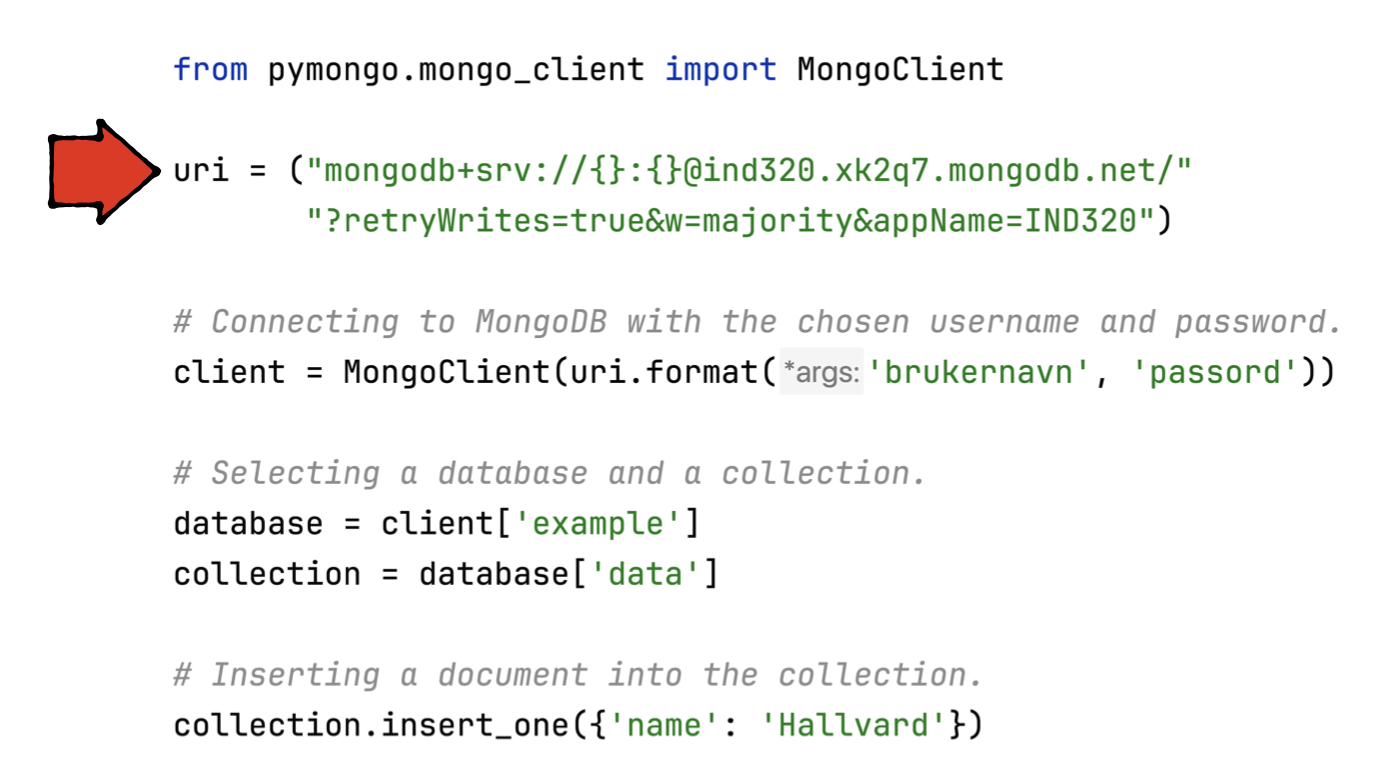 from pymongo.mongo_client import MongoClient
uri = ("mongodb+srv://{}:{}@ind320.xk2q7.mongodb.net/"
"?retryWrites=true&w=majority&appName=IND320")
# Connecting to MongoDB with the chosen username and password.
client = MongoClient(uri.format(*args: 'brukernavn', 'passord'))
# Selecting a database and a collection.
database = client['example']
collection = database['data']
# Inserting a document into the collection.
collection.insert_one({'name': 'Hallvard'})